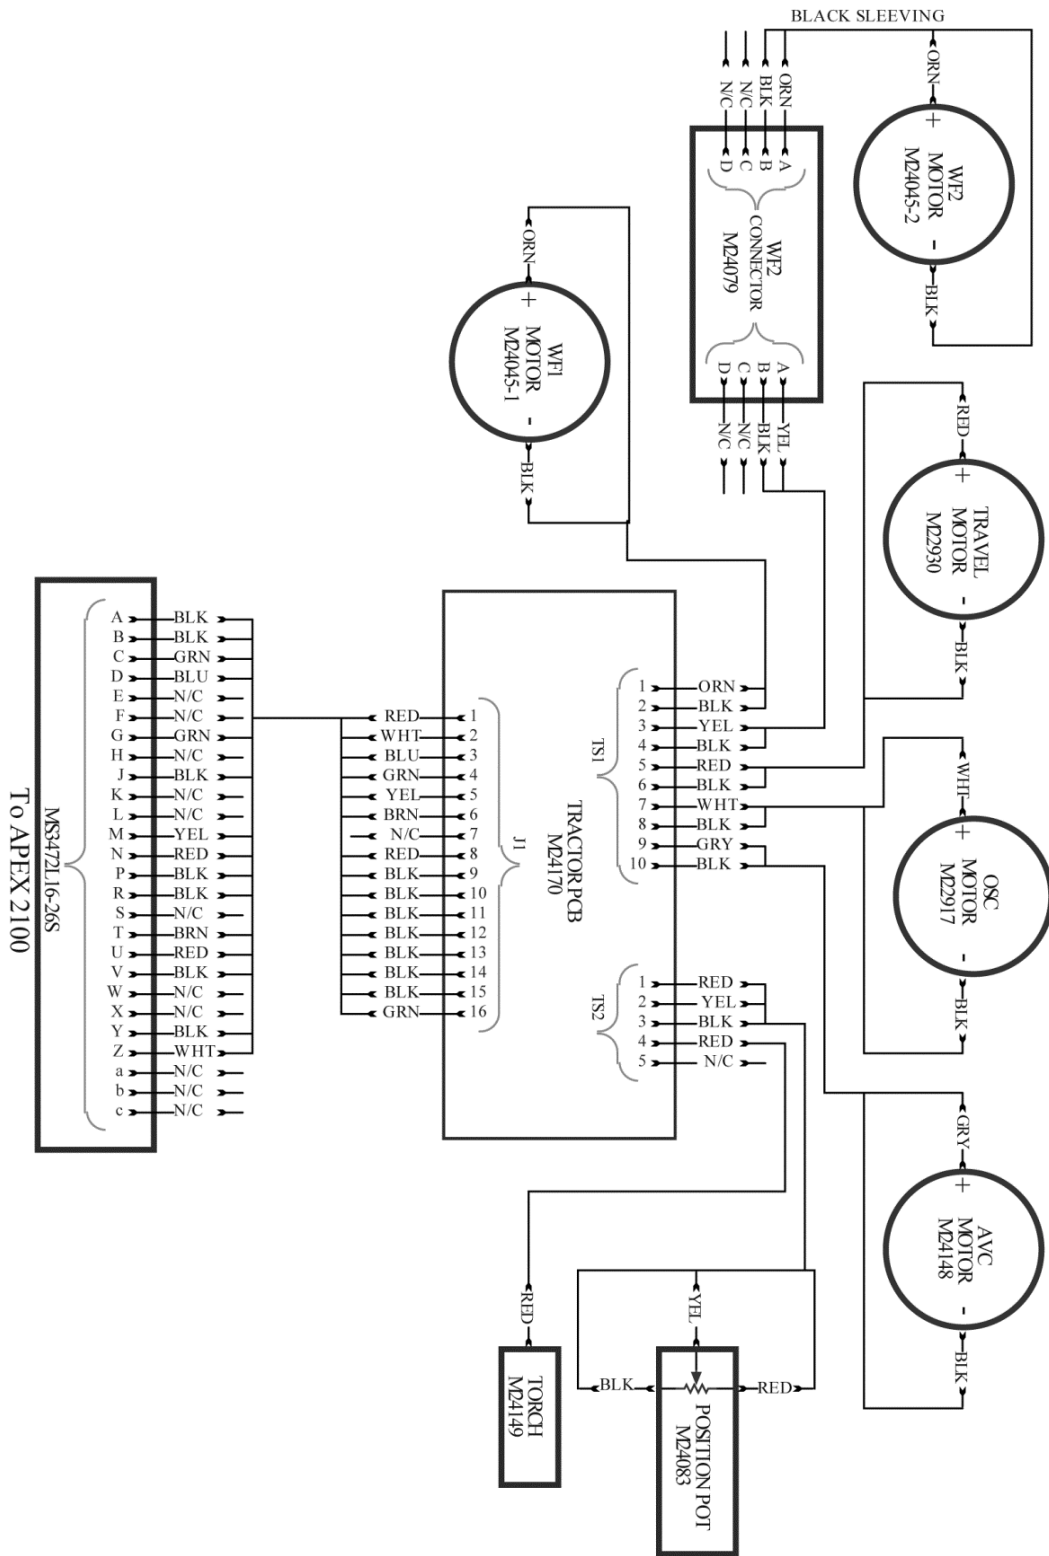 BLACK SLEEVING
ORN
BLK
N/C
N/C
A
B
C
D
WF2
CONNECTOR
M24079
A
B
C
D
YEL
BLK
N/C
N/C
ORN
+
WF2
MOTOR
M24045-2
-
BLK
ORN
+
WF1
MOTOR
M24045-1
-
BLK
RED
+
TRAVEL
MOTOR
M22930
-
BLK
WHT
+
OSC
MOTOR
M22917
-
BLK
GRY
+
AVC
MOTOR
M24148
-
BLK
A BLK
B BLK
C GRN
D BLU
E N/C
F N/C
G GRN
H N/C
J BLK
K N/C
L N/C
M YEL
N RED
P BLK
R BLK
S N/C
T BRN
U RED
V BLK
W N/C
X N/C
Y BLK
Z WHT
a N/C
b N/C
c N/C
MS3472L16-26S
To APEX 2100
RED 1
WHT 2
BLU 3
GRN 4
YEL 5
BRN 6
N/C 7
RED 8
BLK 9
BLK 10
BLK 11
BLK 12
BLK 13
BLK 14
BLK 15
GRN 16
J1
TRACTOR PCB
M24170
TS1
1 ORN
2 BLK
3 YEL
4 BLK
5 RED
6 BLK
7 WHT
8 BLK
9 GRY
10 BLK
TS2
1 RED
2 YEL
3 BLK
4 RED
5 N/C
RED
TORCH
M24149
YEL
BLK
RED
POSITION POT
M24083